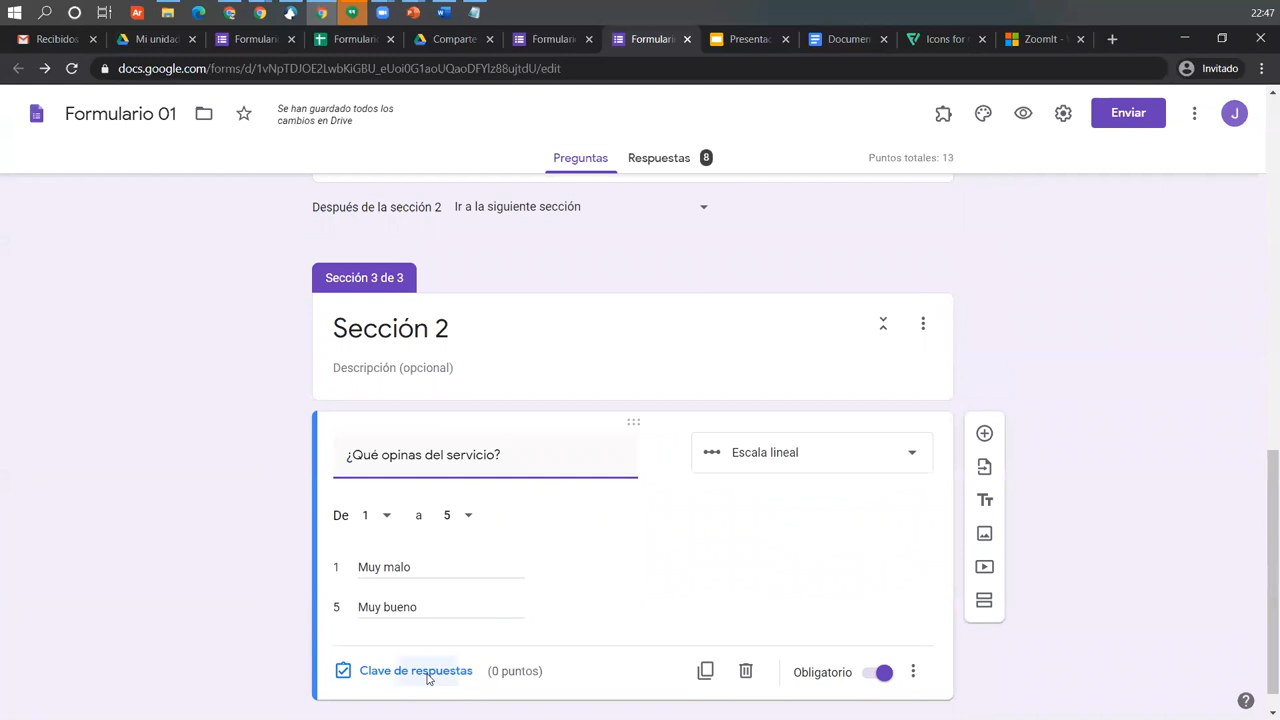 22:47
Recibidos
Mi unidad
Formulario
Formulario
Comparte
Formulario
Formulario
Presentac
Documen
Icons for
ZoomIt -
docs.google.com/forms/d/1vNpTDJOE2LwbKiGBU_eUoi0G1aoUQaoDFYlz88ujtdU/edit
Invitado
Formulario 01
Se han guardado todos los
cambios en Drive
Enviar
J
Preguntas
Respuestas 8
Puntos totales: 13
Después de la sección 2 Ir a la siguiente sección
Sección 3 de 3
Sección 2
Descripción (opcional)
¿Qué opinas del servicio?
Escala lineal
De 1 a 5
1 Muy malo
5 Muy bueno
Clave de respuestas (0 puntos)
Obligatorio